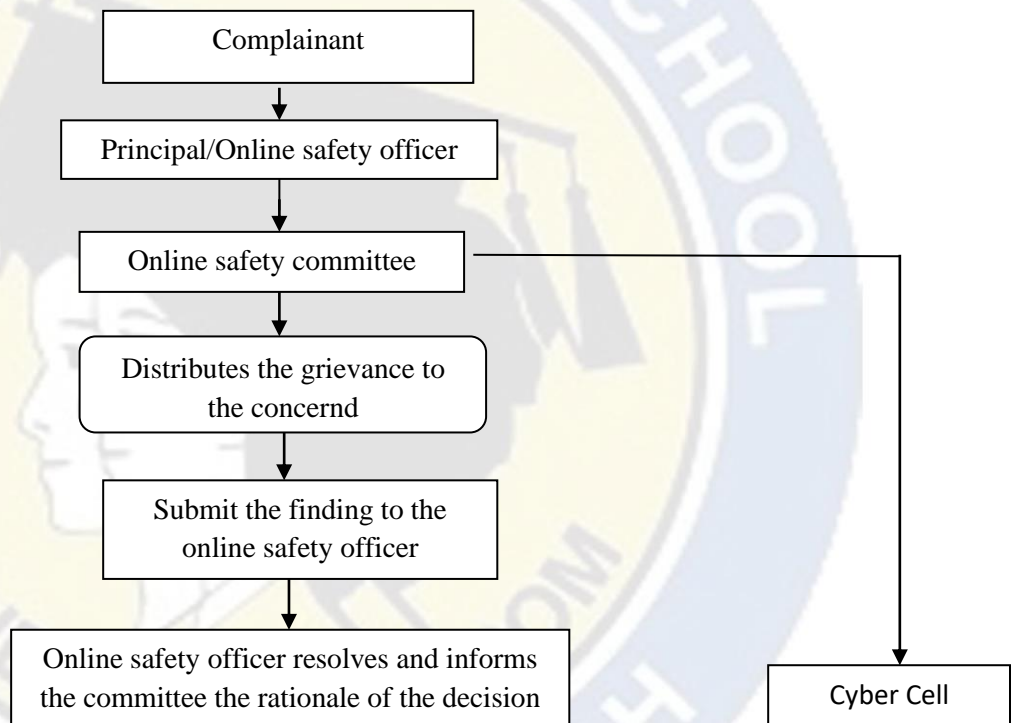 Complainant
Principal/Online safety officer
Online safety committee
Distributes the grievance to
the concernd
Submit the finding to the
online safety officer
Online safety officer resolves and informs
the committee the rationale of the decision
Cyber Cell
SCHOOL